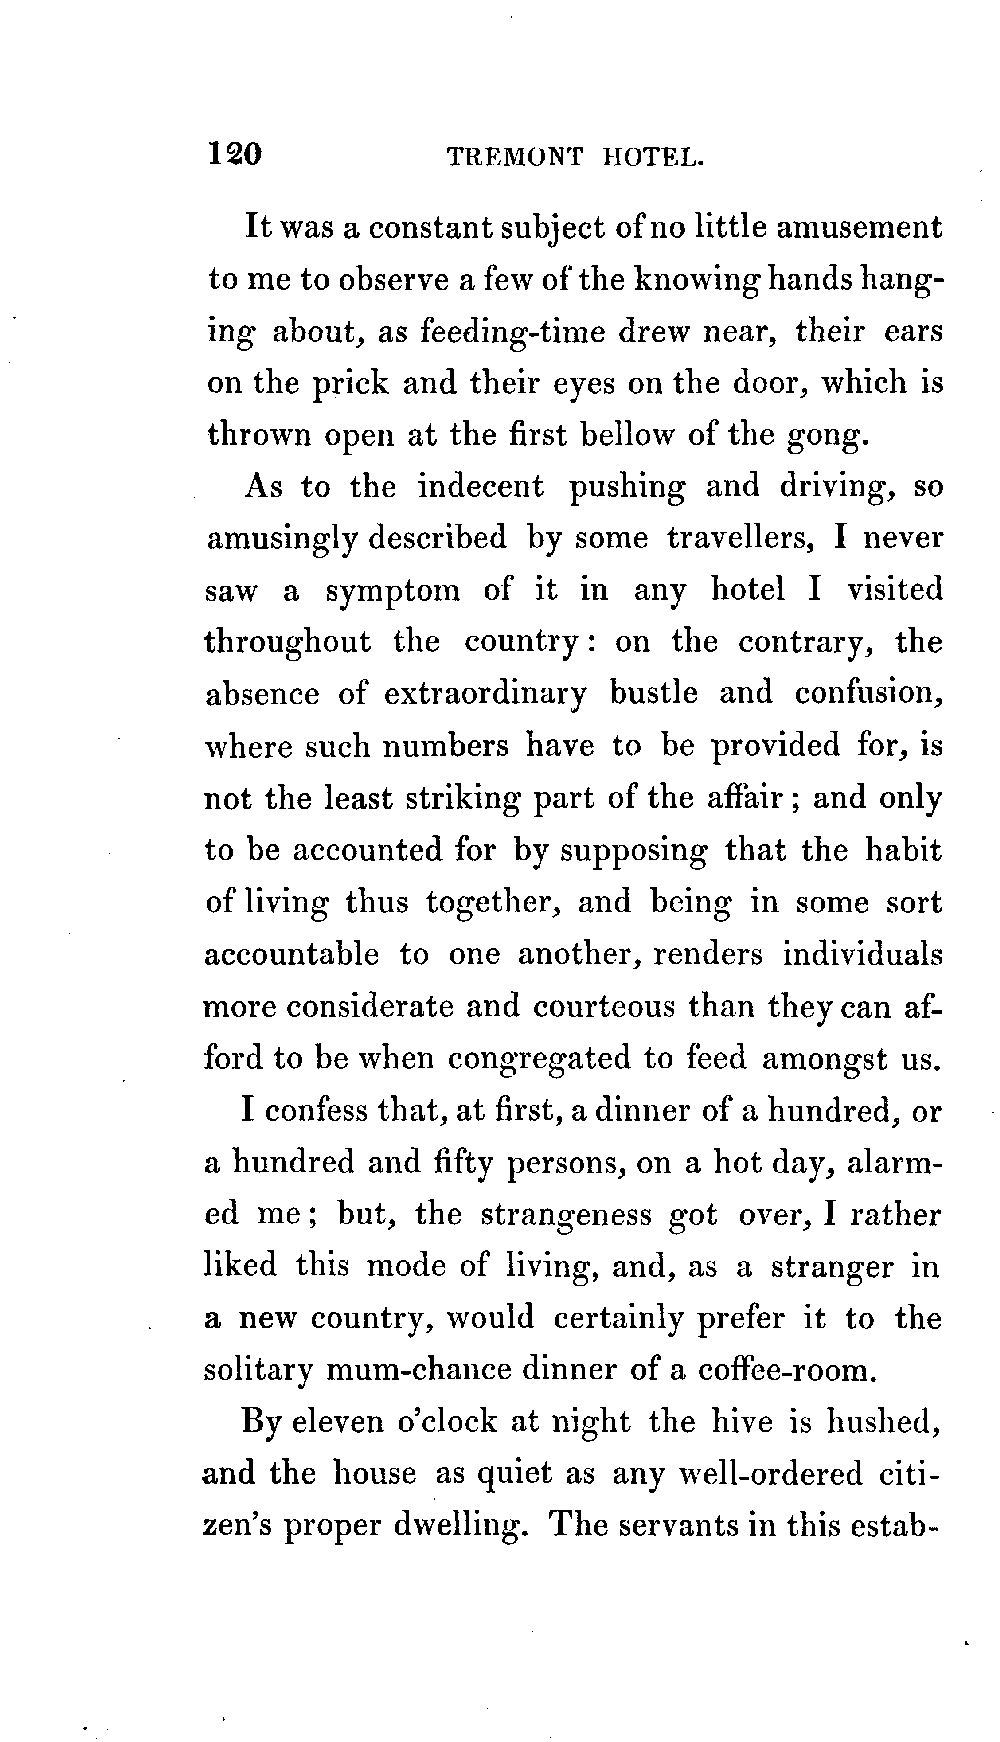 120 TREMONT HOTEL.
It was a constant subject of no little amusement
to me to observe a few of the knowing hands hang-
ing about, as feeding-time drew near, their ears
on the prick and their eyes on the door, which is
thrown open at the first bellow of the gong.
As to the indecent pushing and driving, so
amusingly described by some travellers, I never
saw a symptom of it in any hotel I visited
throughout the country : on the contrary, the
absence of extraordinary bustle and confusion,
where such numbers have to be provided for, is
not the least striking part of the affair ; and only
to be accounted for by supposing that the habit
of living thus together, and being in some sort
accountable to one another, renders individuals
more considerate and courteous than they can af-
ford to be when congregated to feed amongst us.
I confess that, at first, a dinner of a hundred, or
a hundred and fifty persons, on a hot day, alarm-
ed me ; but, the strangeness got over, I rather
liked this mode of living, and, as a stranger in
a new country, would certainly prefer it to the
solitary mum-chance dinner of a coffee-room.
By eleven o'clock at night the hive is hushed,
and the house as quiet as any well-ordered citi-
zen's proper dwelling. The servants in this estab-